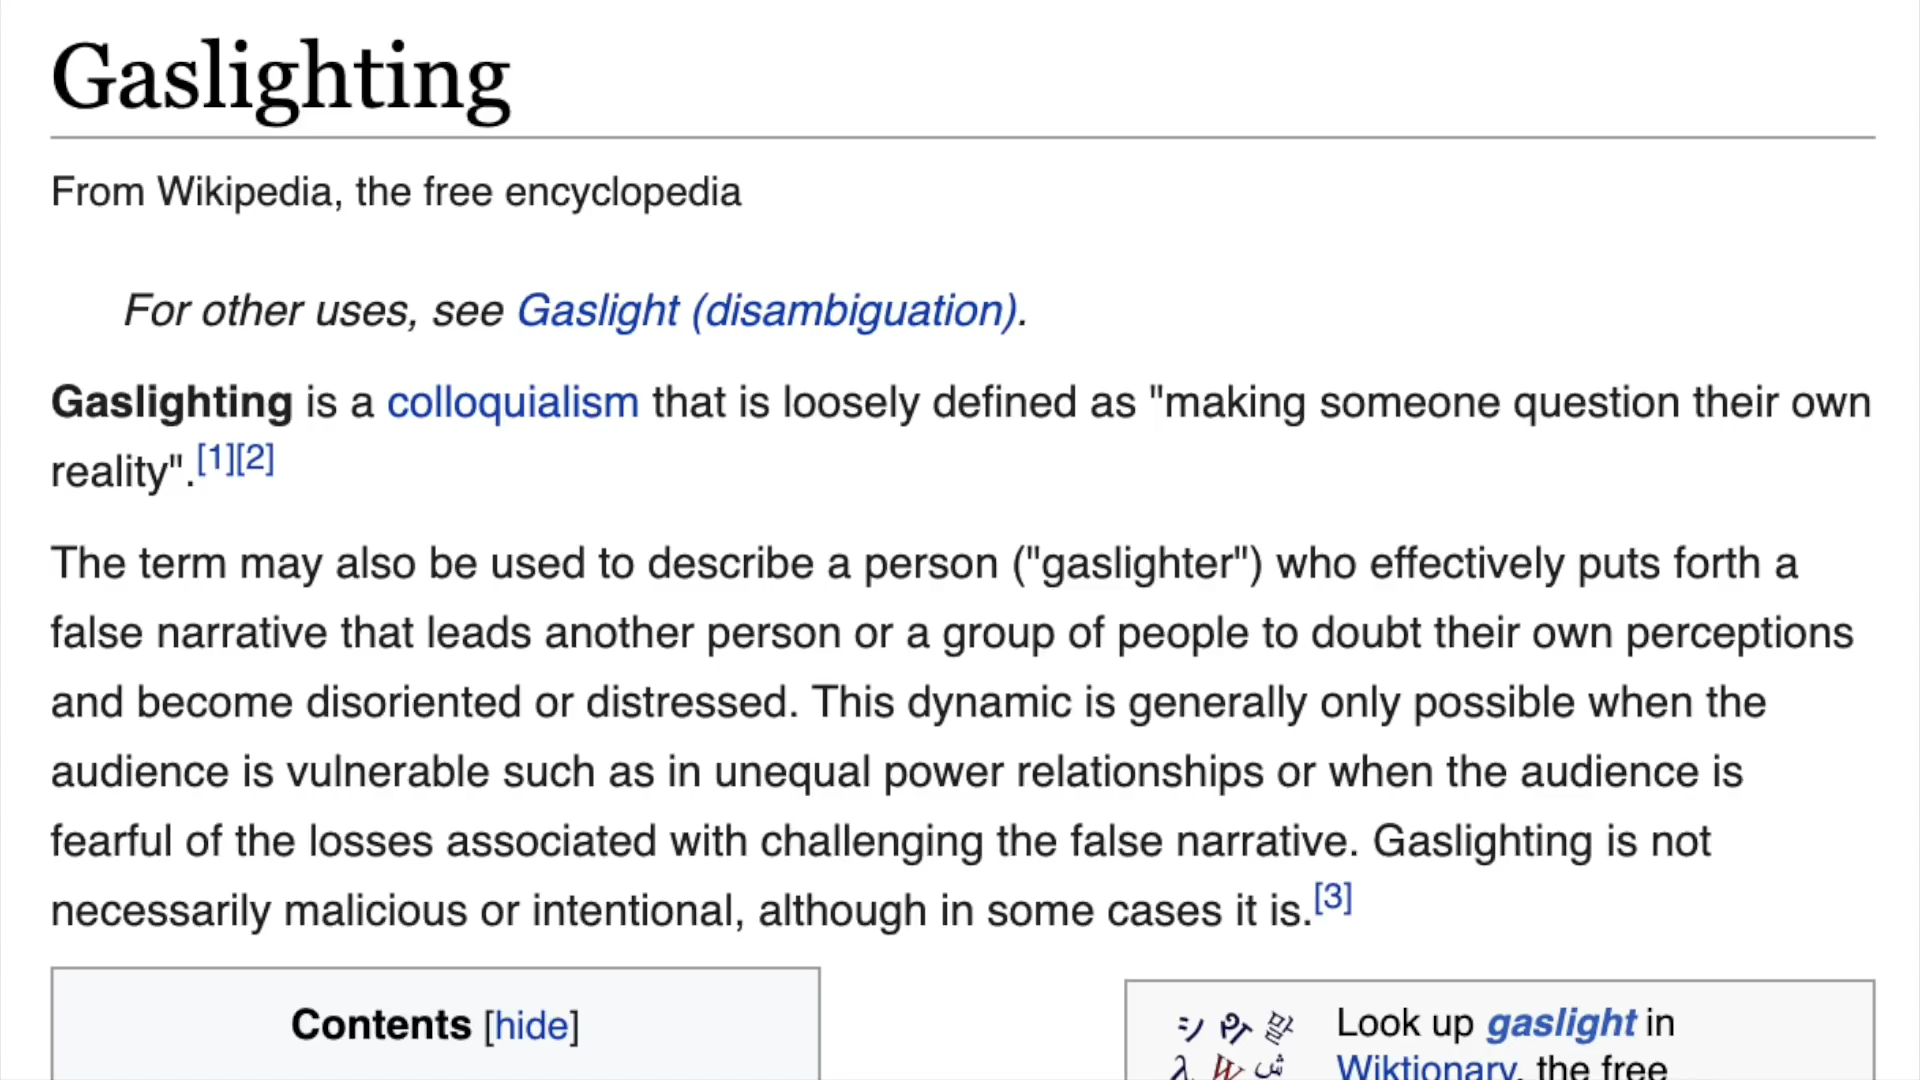 Gaslighting
From Wikipedia, the free encyclopedia
For other uses, see Gaslight (disambiguation).
Gaslighting is a colloquialism that is loosely defined as "making someone question their own
reality".[1][2]
The term may also be used to describe a person ("gaslighter") who effectively puts forth a
false narrative that leads another person or a group of people to doubt their own perceptions
and become disoriented or distressed. This dynamic is generally only possible when the
audience is vulnerable such as in unequal power relationships or when the audience is
fearful of the losses associated with challenging the false narrative. Gaslighting is not
necessarily malicious or intentional, although in some cases it is.[3]
Contents [hide]
Look up gaslight in
Wiktionary, the free